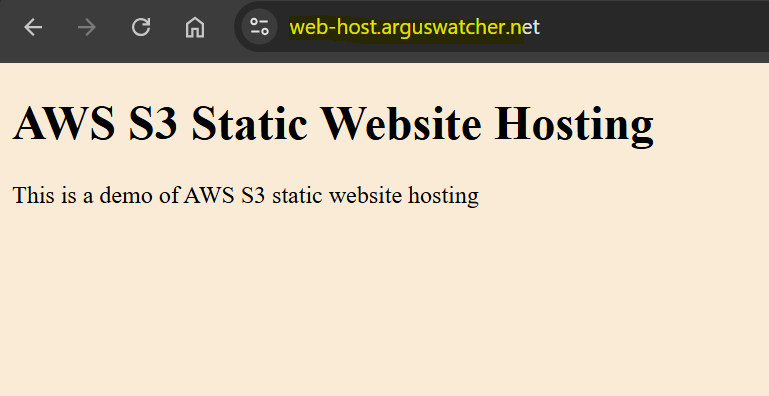 web-host.arguswatcher.net
AWS S3 Static Website Hosting
This is a demo of AWS S3 static website hosting